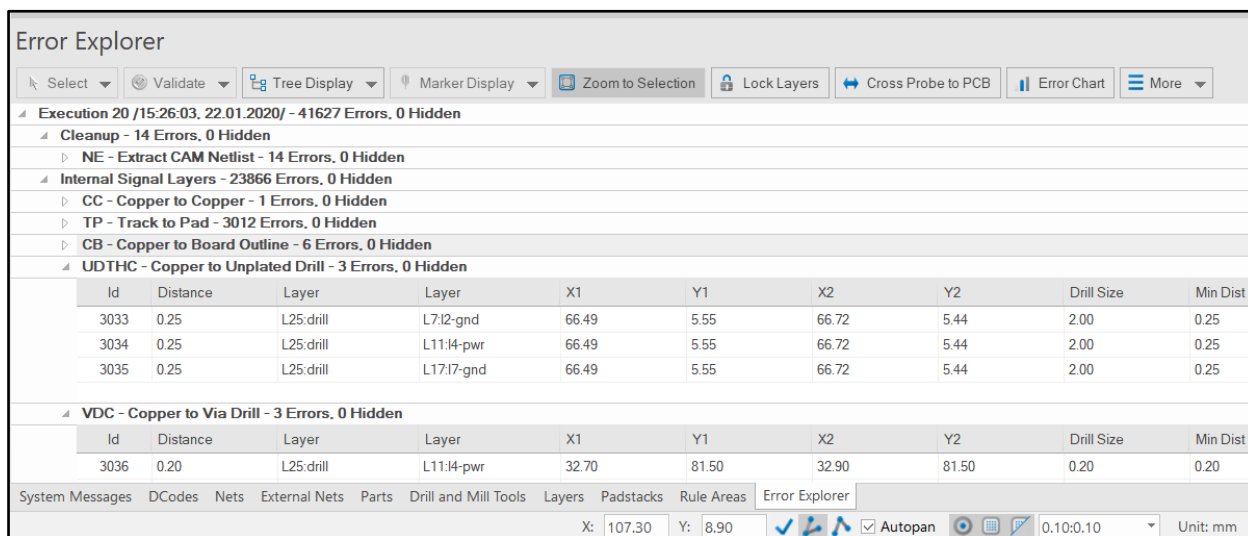 Error Explorer
Select Validate Tree Display Marker Display Zoom to Selection Lock Layers Cross Probe to PCB Error Chart More
Execution 20 /15:26:03, 22.01.2020/ - 41627 Errors, 0 Hidden
Cleanup - 14 Errors, 0 Hidden
NE - Extract CAM Netlist - 14 Errors, 0 Hidden
Internal Signal Layers - 23866 Errors, 0 Hidden
CC - Copper to Copper - 1 Errors, 0 Hidden
TP - Track to Pad - 3012 Errors, 0 Hidden
CB - Copper to Board Outline - 6 Errors, 0 Hidden
UDTHC - Copper to Unplated Drill - 3 Errors, 0 Hidden
Id Distance Layer Layer X1 Y1 X2 Y2 Drill Size Min Dist
3033 0.25 L25:drill L7:l2-gnd 66.49 5.55 66.72 5.44 2.00 0.25
3034 0.25 L25:drill L11:l4-pwr 66.49 5.55 66.72 5.44 2.00 0.25
3035 0.25 L25:drill L17:l7-gnd 66.49 5.55 66.72 5.44 2.00 0.25
VDC - Copper to Via Drill - 3 Errors, 0 Hidden
Id Distance Layer Layer X1 Y1 X2 Y2 Drill Size Min Dist
3036 0.20 L25:drill L11:l4-pwr 32.70 81.50 32.90 81.50 0.20 0.20
System Messages DCodes Nets External Nets Parts Drill and Mill Tools Layers Padstacks Rule Areas Error Explorer
X: 107.30 Y: 8.90 Autopan 0.10:0.10 Unit: mm